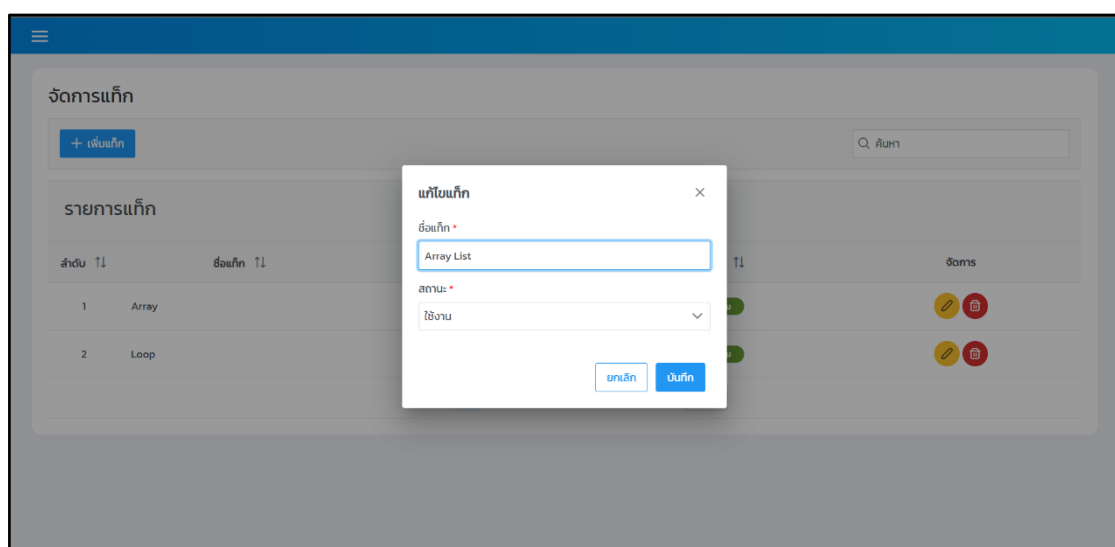 จัดการแท็ก
+ เพิ่มแท็ก
ค้นหา
รายการแท็ก
ลำดับ ชื่อแท็ก จัดการ
1 Array
2 Loop
แก้ไขแท็ก
ชื่อแท็ก *
Array List
สถานะ *
ใช้งาน
ยกเลิก บันทึก